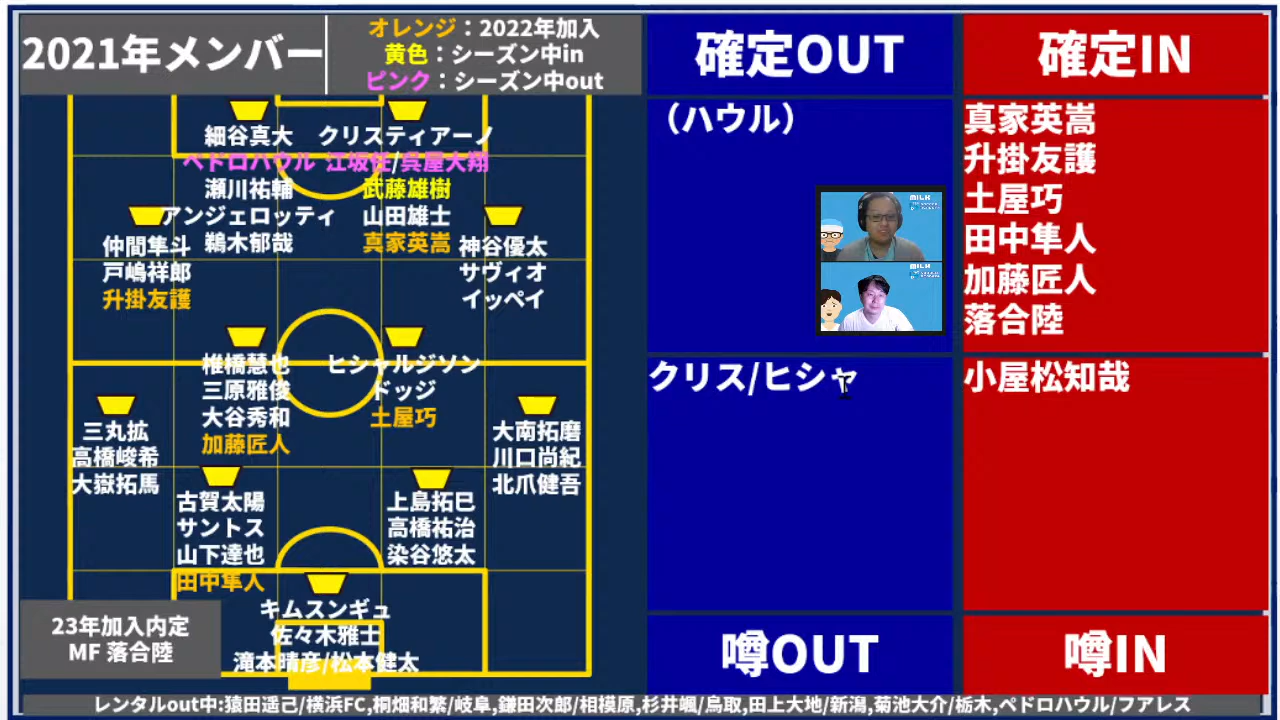 2021年メンバー
オレンジ：2022年加入
黄色：シーズン中in
ピンク：シーズン中out
細谷真大
ペドロハウル
瀬川祐輔
アンジェロッティ
鵜木郁哉
クリスティアーノ
江坂任/呉屋大翔
武藤雄樹
山田雄士
真家英嵩
仲間隼斗
戸嶋祥郎
升掛友護
神谷優太
サヴィオ
イッペイ
椎橋慧也
三原雅俊
大谷秀和
加藤匠人
ヒシャルジソン
ドッジ
土屋巧
三丸拡
高橋峻希
大嶽拓馬
大南拓磨
川口尚紀
北爪健吾
古賀太陽
サントス
山下達也
田中隼人
上島拓巳
高橋祐治
染谷悠太
キムスンギュ
佐々木雅士
滝本晴彦/松本健太
23年加入内定
MF 落合陸
確定OUT
（ハウル）
クリス/ヒシャ
噂OUT
確定IN
真家英嵩
升掛友護
土屋巧
田中隼人
加藤匠人
落合陸
小屋松知哉
噂IN
MILK
MILK
レンタルout中:猿田遥己/横浜FC,桐畑和繁/岐阜,鎌田次郎/相模原,杉井颯/鳥取,田上大地/新潟,菊池大介/栃木,ペドロハウル/フアレス